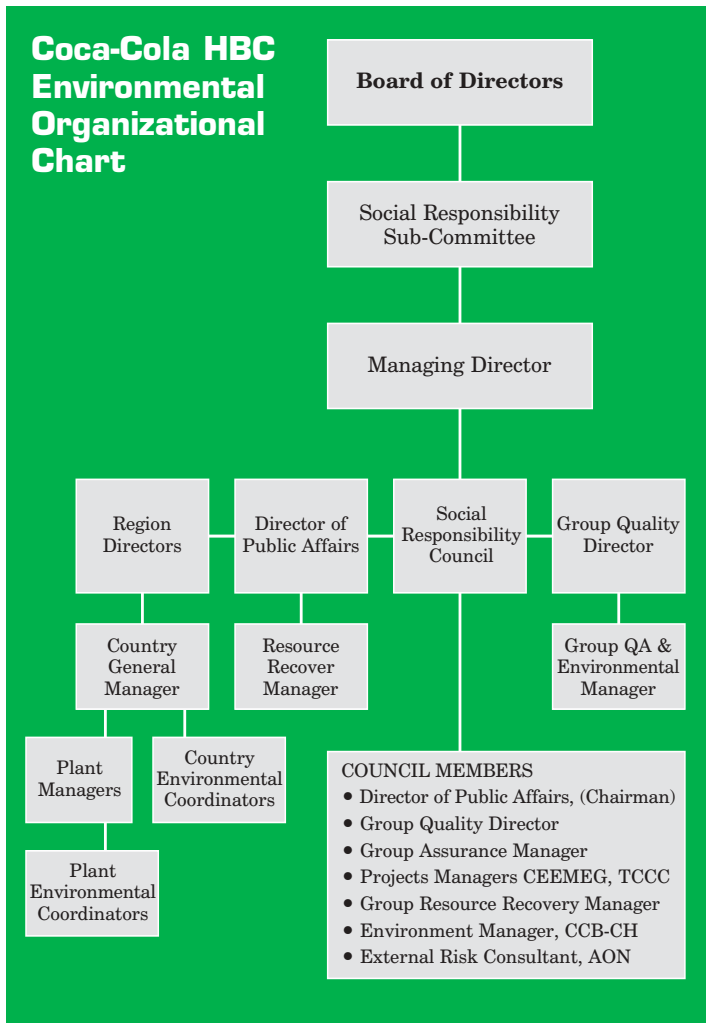 Coca-Cola HBC
Environmental
Organizational
Chart
Board of Directors
Social Responsibility
Sub-Committee
Managing Director
Region
Directors
Director of
Public Affairs
Social
Responsibility
Council
Group Quality
Director
Country
General
Manager
Resource
Recover
Manager
Group QA &
Environmental
Manager
Plant
Managers
Country
Environmental
Coordinators
Plant
Environmental
Coordinators
COUNCIL MEMBERS
• Director of Public Affairs, (Chairman)
• Group Quality Director
• Group Assurance Manager
• Projects Managers CEEMEG, TCCC
• Group Resource Recovery Manager
• Environment Manager, CCB-CH
• External Risk Consultant, AON